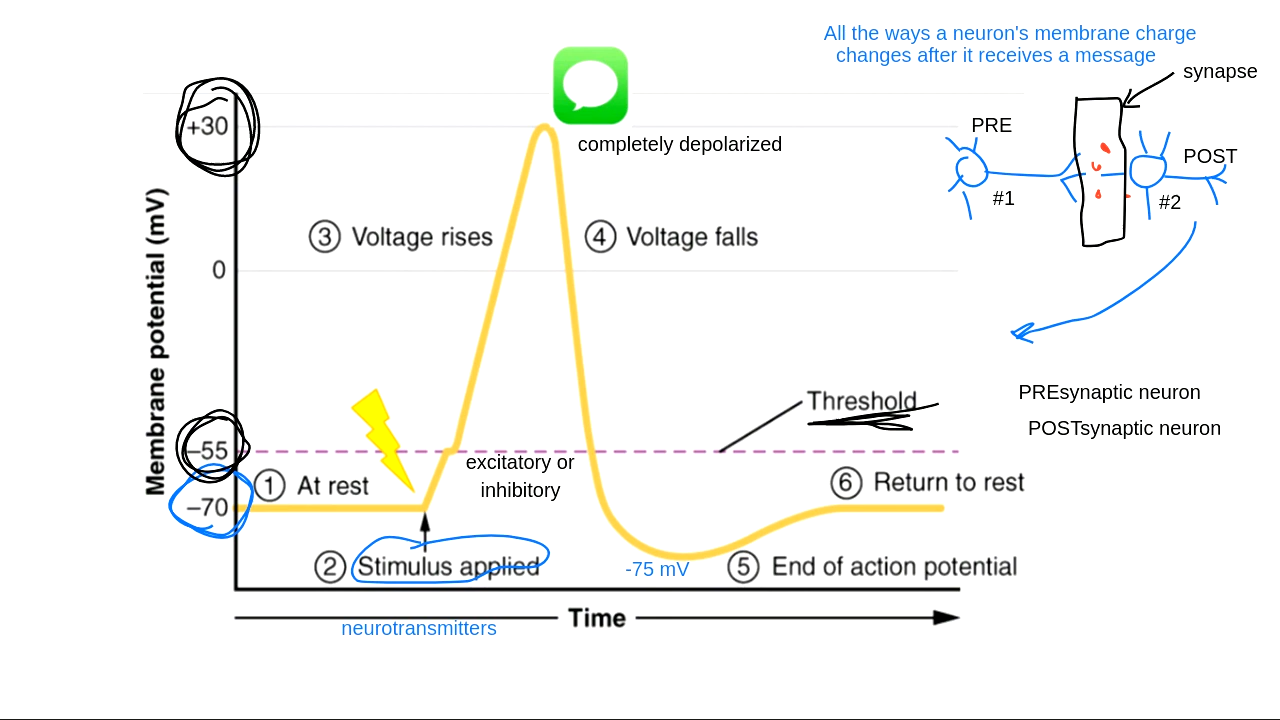 All the ways a neuron's membrane charge
changes after it receives a message
synapse
+30
completely depolarized
PRE
POST
#1
#2
③ Voltage rises
④ Voltage falls
0
Membrane potential (mV)
Threshold
PREsynaptic neuron
POSTsynaptic neuron
–55
excitatory or
inhibitory
① At rest
⑥ Return to rest
–70
② Stimulus applied
-75 mV
⑤ End of action potential
Time
neurotransmitters